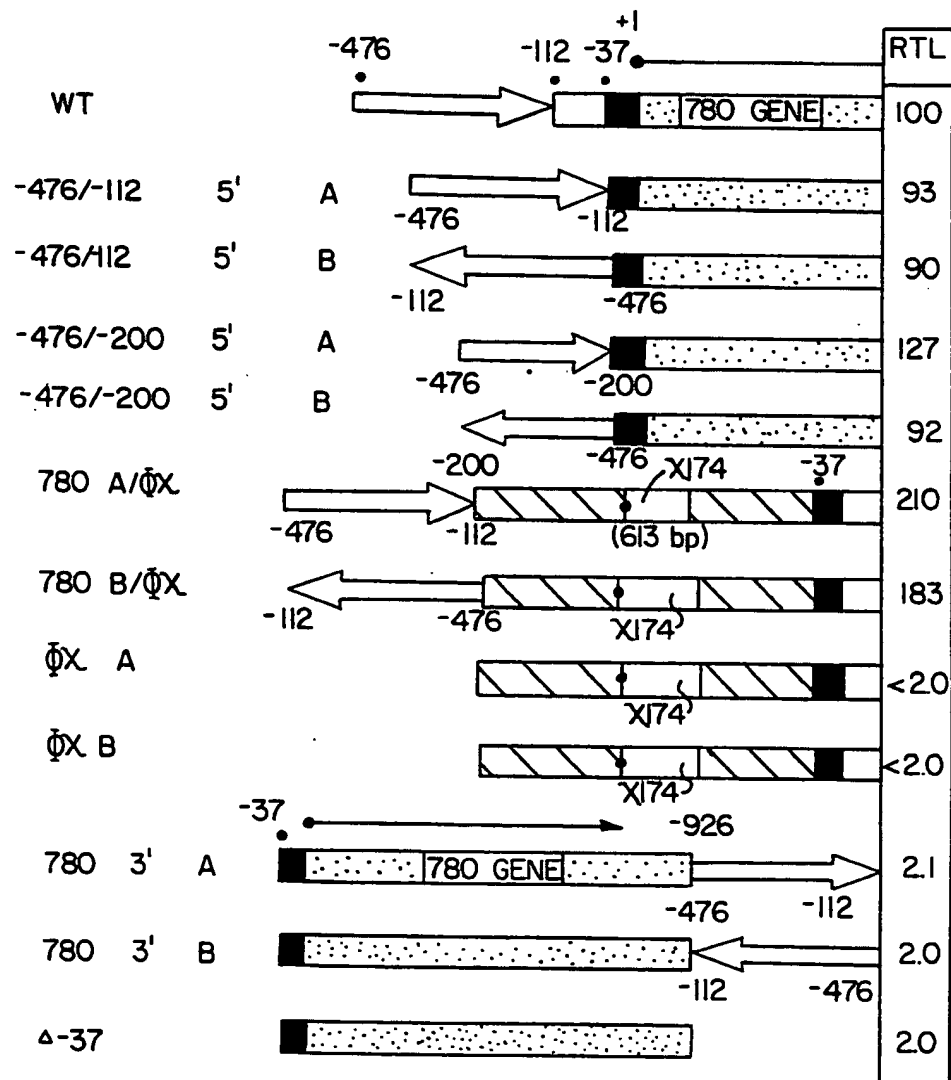 +1
-476 -112 -37 RTL
WT 780 GENE 100
-476/-112 5' A 93
-476 -112
-476/-112 5' B 90
-112 -476
-476/-200 5' A 127
-476 -200
-476/-200 5' B 92
-200 -476 X174 -37
780 A/ΦX 210
-476 -112 (613 bp)
780 B/ΦX 183
-112 -476 X174
ΦX A <2.0
X174
ΦX B <2.0
X174
-37 -926
780 3' A 780 GENE 2.1
-476 -112
780 3' B 2.0
-112 -476
Δ-37 2.0